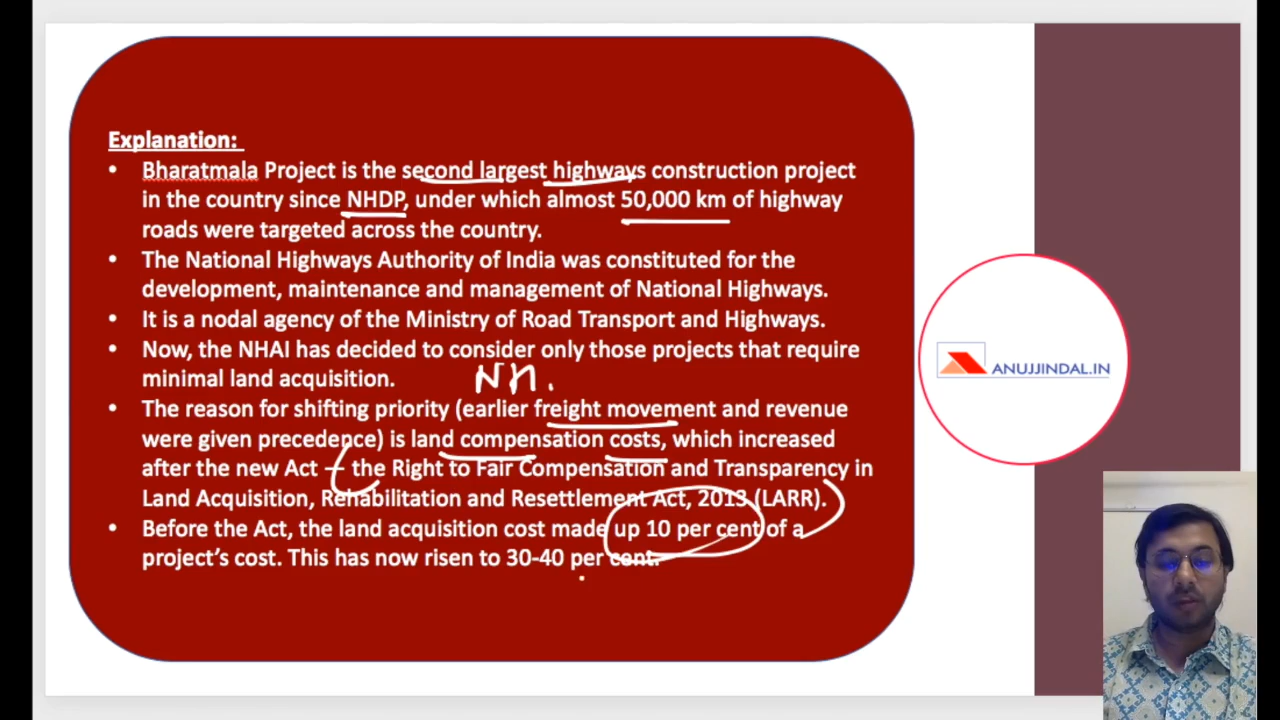 Explanation:
• Bharatmala Project is the second largest highways construction project
in the country since NHDP, under which almost 50,000 km of highway
roads were targeted across the country.
• The National Highways Authority of India was constituted for the
development, maintenance and management of National Highways.
• It is a nodal agency of the Ministry of Road Transport and Highways.
• Now, the NHAI has decided to consider only those projects that require
minimal land acquisition.
NH.
• The reason for shifting priority (earlier freight movement and revenue
were given precedence) is land compensation costs, which increased
after the new Act – the Right to Fair Compensation and Transparency in
Land Acquisition, Rehabilitation and Resettlement Act, 2013 (LARR).
• Before the Act, the land acquisition cost made up 10 per cent of a
project's cost. This has now risen to 30-40 per cent.
ANUJJINDAL.IN